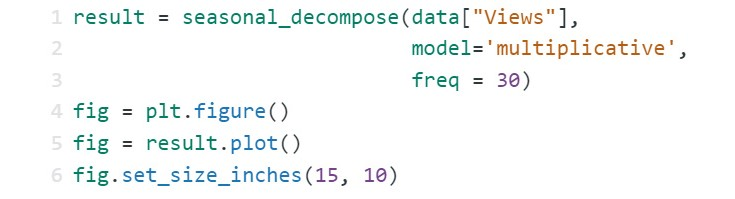 1 result = seasonal_decompose(data["Views"],
2                             model='multiplicative',
3                             freq = 30)
4 fig = plt.figure()
5 fig = result.plot()
6 fig.set_size_inches(15, 10)